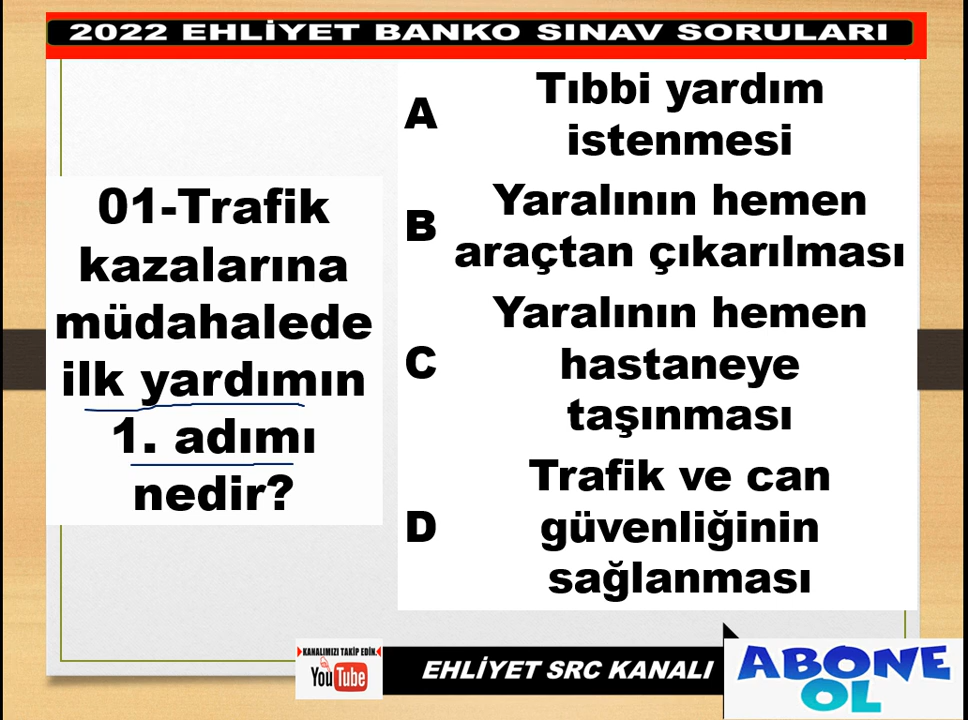 2022 EHLİYET BANKO SINAV SORULARI
01-Trafik
kazalarına
müdahalede
ilk yardımın
1. adımı
nedir?
A
Tıbbi yardım
istenmesi
B
Yaralının hemen
araçtan çıkarılması
C
Yaralının hemen
hastaneye
taşınması
D
Trafik ve can
güvenliğinin
sağlanması
KANALIMIZI TAKİP EDİN.
YouTube
EHLİYET SRC KANALI
ABONE
OL